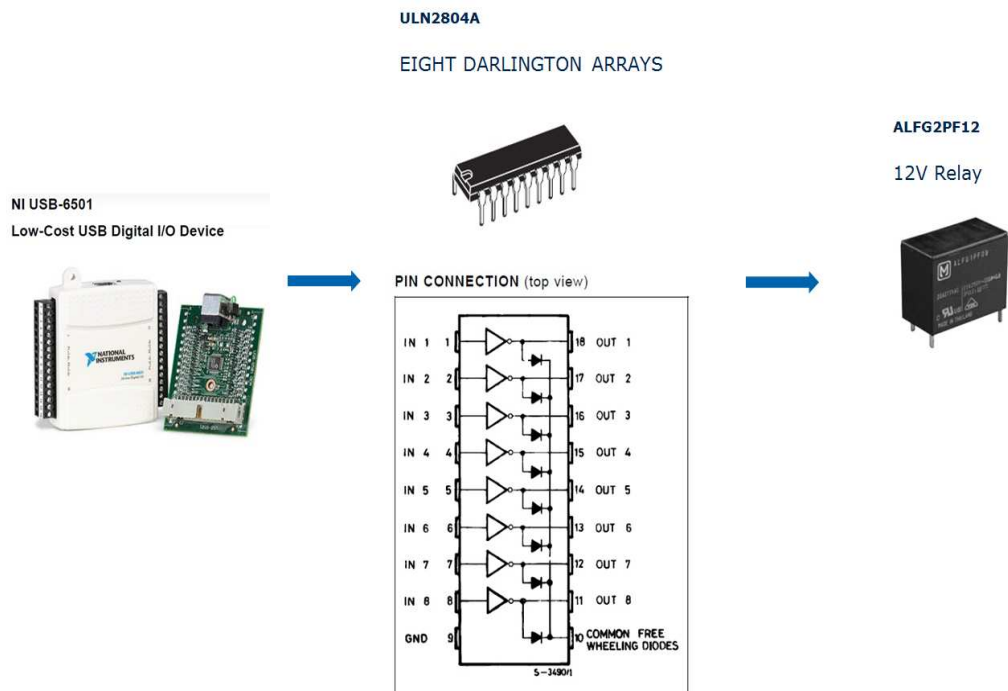 ULN2804A
EIGHT DARLINGTON ARRAYS
ALFG2PF12
12V Relay
NI USB-6501
Low-Cost USB Digital I/O Device
NATIONAL
INSTRUMENTS
PIN CONNECTION (top view)
IN 1 1 18 OUT 1
IN 2 2 17 OUT 2
IN 3 3 16 OUT 3
IN 4 4 15 OUT 4
IN 5 5 14 OUT 5
IN 6 6 13 OUT 6
IN 7 7 12 OUT 7
IN 8 8 11 OUT 8
GND 9 10 COMMON FREE
WHEELING DIODES
S-3490/1
MADE IN THAILAND